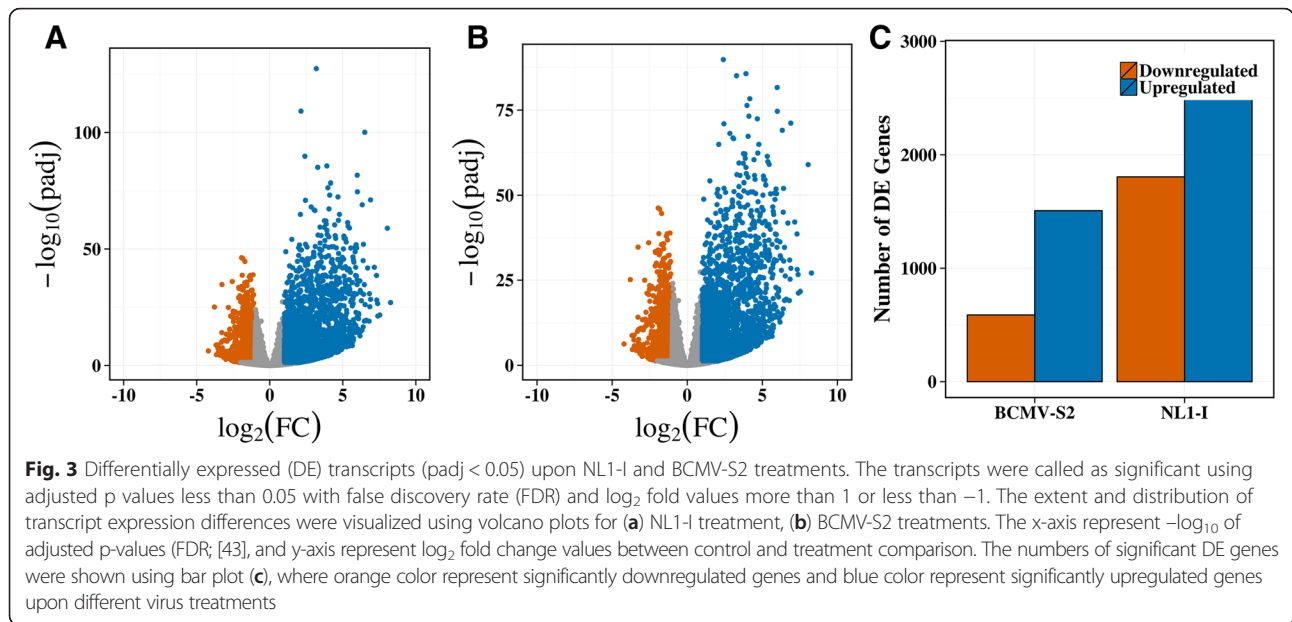 A
B
C
− log10(padj)
100
50
0
-10
-5
0
5
10
log2(FC)
− log10(padj)
75
50
25
0
-10
-5
0
5
10
log2(FC)
Number of DE Genes
3000
2000
1000
0
Downregulated
Upregulated
BCMV-S2
NL1-I
Fig. 3 Differentially expressed (DE) transcripts (padj < 0.05) upon NL1-I and BCMV-S2 treatments. The transcripts were called as significant using
adjusted p values less than 0.05 with false discovery rate (FDR) and log2 fold values more than 1 or less than −1. The extent and distribution of
transcript expression differences were visualized using volcano plots for (a) NL1-I treatment, (b) BCMV-S2 treatments. The x-axis represent –log10 of
adjusted p-values (FDR; [43], and y-axis represent log2 fold change values between control and treatment comparison. The numbers of significant DE genes
were shown using bar plot (c), where orange color represent significantly downregulated genes and blue color represent significantly upregulated genes
upon different virus treatments